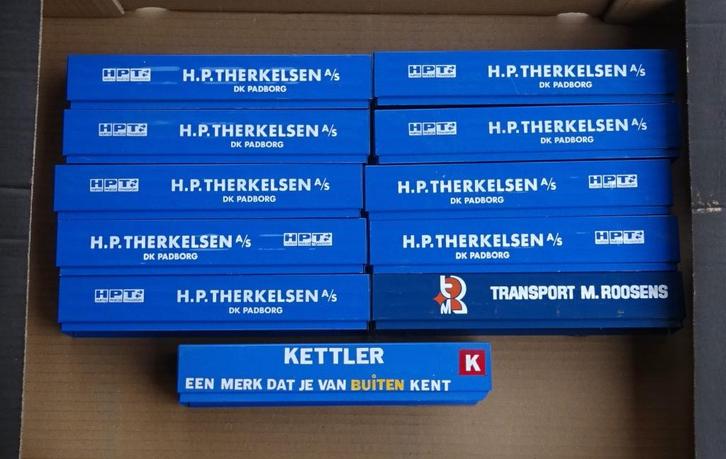 HPT H.P. THERKELSEN A/S
DK PADBORG
HPT H.P. THERKELSEN A/S
DK PADBORG
HPT H.P. THERKELSEN A/S
DK PADBORG
HPT H.P. THERKELSEN A/S
DK PADBORG
HPT H.P. THERKELSEN A/S
DK PADBORG
H.P. THERKELSEN A/S HPT
DK PADBORG
H.P. THERKELSEN A/S HPT
DK PADBORG
H.P. THERKELSEN A/S HPT
DK PADBORG
HPT H.P. THERKELSEN A/S
DK PADBORG
TRM TRANSPORT M. ROOSENS
KETTLER K
EEN MERK DAT JE VAN BUITEN KENT